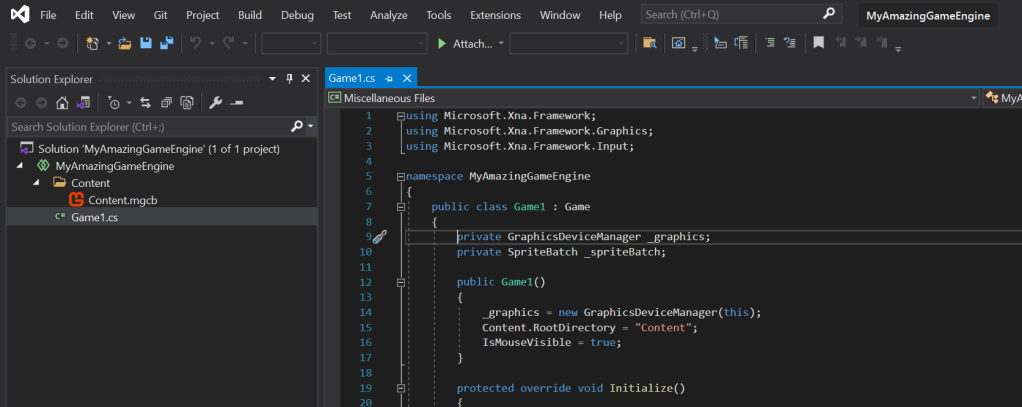 File Edit View Git Project Build Debug Test Analyze Tools Extensions Window Help Search (Ctrl+Q) MyAmazingGameEngine
Attach...
Solution Explorer
Search Solution Explorer (Ctrl+;)
Solution 'MyAmazingGameEngine' (1 of 1 project)
MyAmazingGameEngine
Content
Content.mgcb
C# Game1.cs
Game1.cs
C# Miscellaneous Files MyA
1 using Microsoft.Xna.Framework;
2 using Microsoft.Xna.Framework.Graphics;
3 using Microsoft.Xna.Framework.Input;
4
5 namespace MyAmazingGameEngine
6 {
7 public class Game1 : Game
8 {
9 private GraphicsDeviceManager _graphics;
10 private SpriteBatch _spriteBatch;
11
12 public Game1()
13 {
14 _graphics = new GraphicsDeviceManager(this);
15 Content.RootDirectory = "Content";
16 IsMouseVisible = true;
17 }
18
19 protected override void Initialize()
20 {